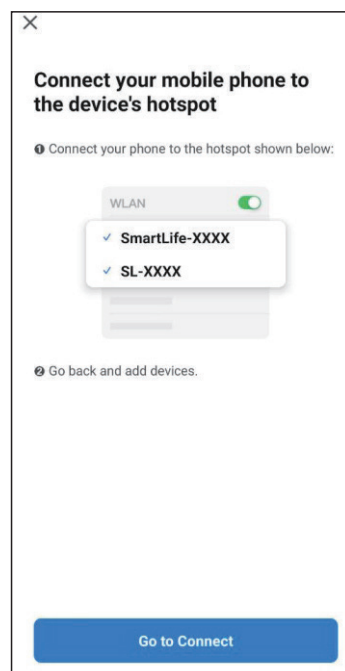 Connect your mobile phone to
the device's hotspot
❶ Connect your phone to the hotspot shown below:
WLAN
✓ SmartLife-XXXX
✓ SL-XXXX
❷ Go back and add devices.
Go to Connect